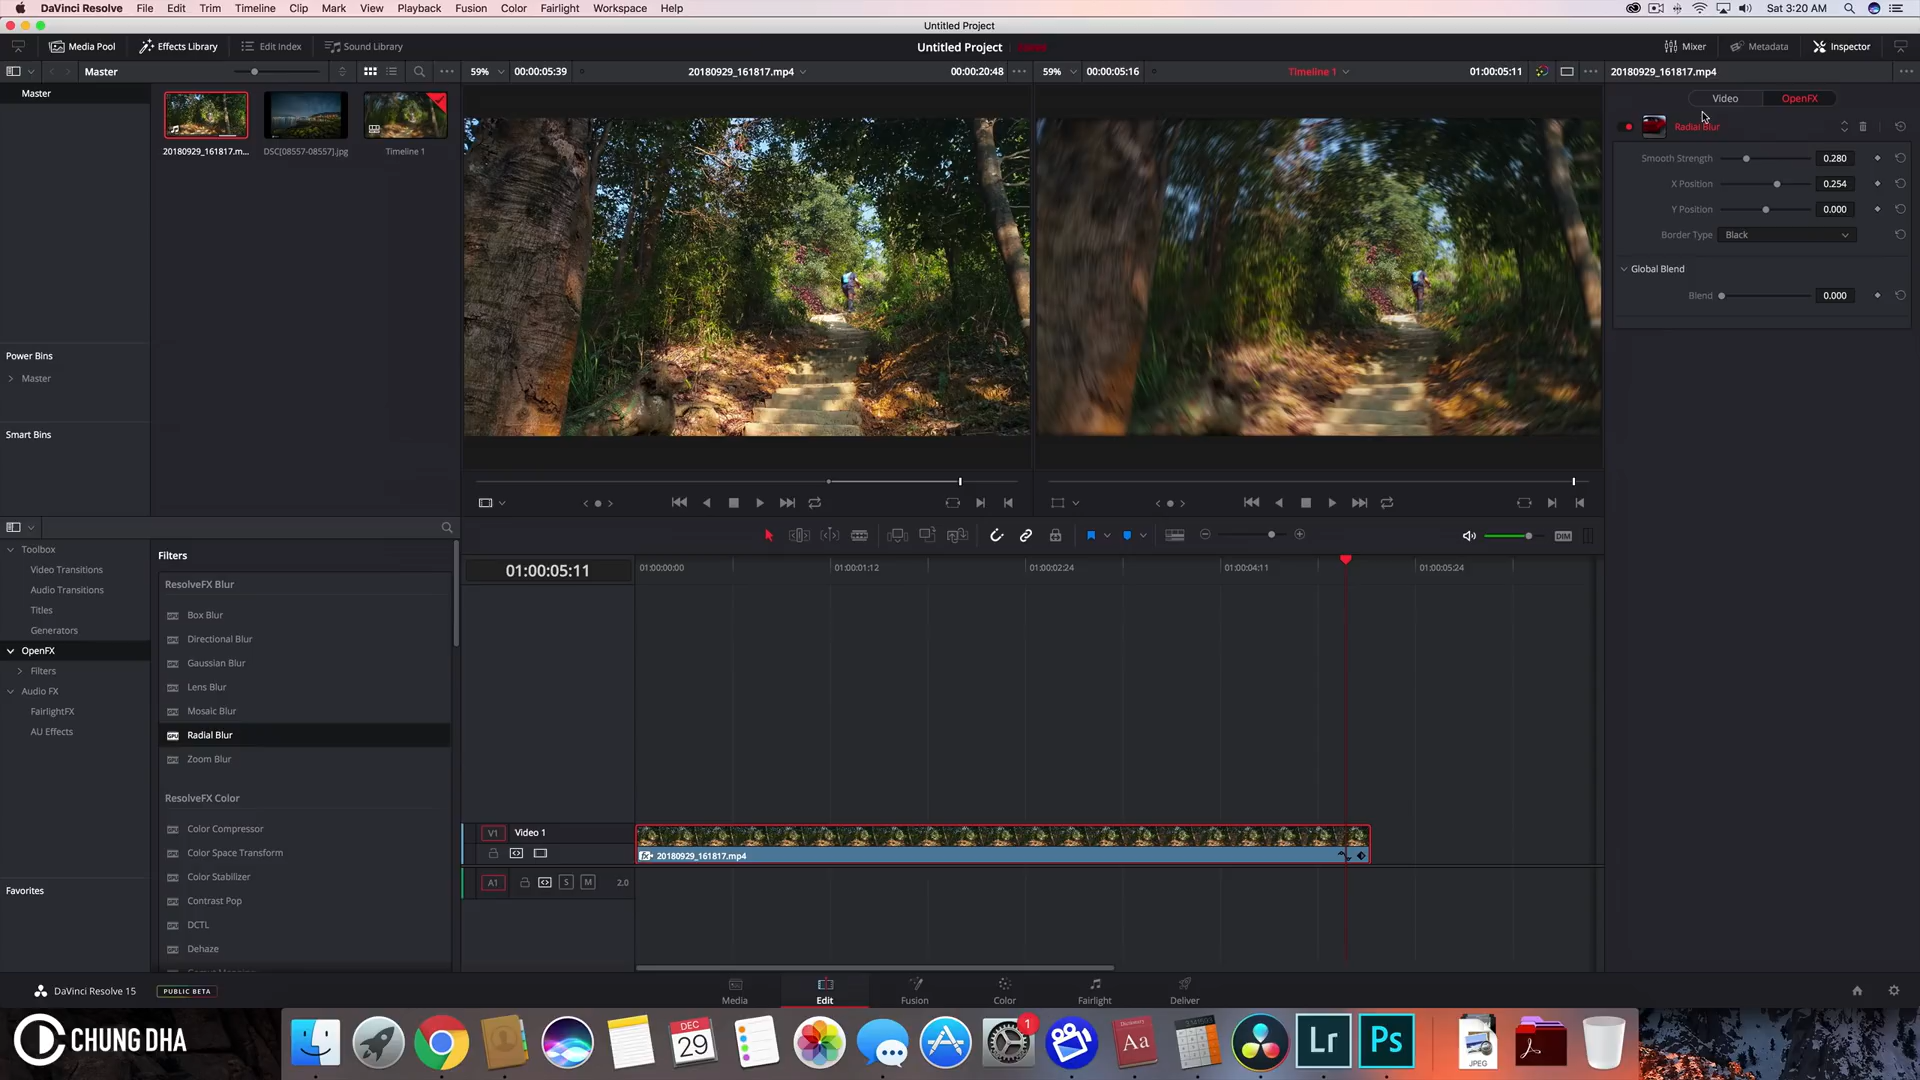 DaVinci Resolve File Edit Trim Timeline Clip Mark View Playback Fusion Color Fairlight Workspace Help Sat 3:20 AM
Untitled Project
Media Pool Effects Library Edit Index Sound Library Untitled Project Mixer Metadata Inspector
Master 59% 00:00:05:39 20180929_161817.mp4 00:00:20:48 59% 00:00:05:16 Timeline 1 01:00:05:11 20180929_161817.mp4
Master
20180929_161817.m... DSC[08557-08557].jpg Timeline 1
Video OpenFX
Radial Blur
Smooth Strength 0.280
X Position 0.254
Y Position 0.000
Border Type Black
Global Blend
Blend 0.000
Power Bins
Master
Smart Bins
Toolbox
Video Transitions
Audio Transitions
Titles
Generators
OpenFX
Filters
Audio FX
FairlightFX
AU Effects
Favorites
Filters
ResolveFX Blur
Box Blur
Directional Blur
Gaussian Blur
Lens Blur
Mosaic Blur
Radial Blur
Zoom Blur
ResolveFX Color
Color Compressor
Color Space Transform
Color Stabilizer
Contrast Pop
DCTL
Dehaze
DIM
01:00:05:11 01:00:00:00 01:00:01:12 01:00:02:24 01:00:04:11 01:00:05:24
V1 Video 1
20180929_161817.mp4
A1 S M 2.0
DaVinci Resolve 15 PUBLIC BETA
Media Edit Fusion Color Fairlight Deliver
CHUNG DHA
DEC
29
1
Dictionary
Aa
Lr
Ps
JPEG